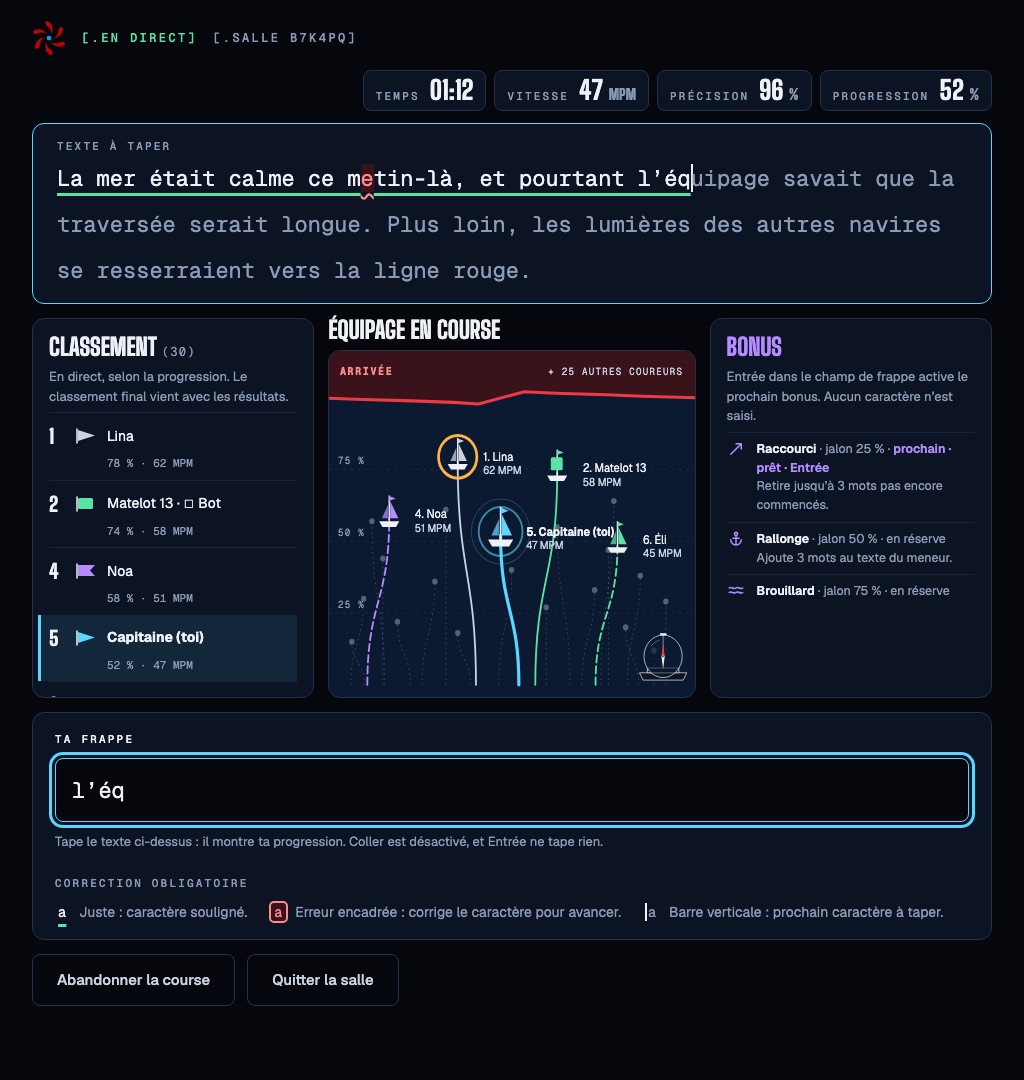 [.EN DIRECT] [.SALLE B7K4PQ]
TEMPS 01:12
VITESSE 47 MPM
PRÉCISION 96 %
PROGRESSION 52 %
TEXTE À TAPER
La mer était calme ce metin-là, et pourtant l’équipage savait que la
traversée serait longue. Plus loin, les lumières des autres navires
se resserraient vers la ligne rouge.
CLASSEMENT (30)
En direct, selon la progression. Le
classement final vient avec les résultats.
1 Lina
78 % · 62 MPM
2 Matelot 13 · □ Bot
74 % · 58 MPM
4 Noa
58 % · 51 MPM
5 Capitaine (toi)
52 % · 47 MPM
ÉQUIPAGE EN COURSE
ARRIVÉE
+ 25 AUTRES COUREURS
75 %
1. Lina
62 MPM
2. Matelot 13
58 MPM
4. Noa
51 MPM
50 %
5. Capitaine (toi)
47 MPM
6. Éli
45 MPM
25 %
BONUS
Entrée dans le champ de frappe active le
prochain bonus. Aucun caractère n’est
saisi.
Raccourci · jalon 25 % · prochain ·
prêt · Entrée
Retire jusqu’à 3 mots pas encore
commencés.
Rallonge · jalon 50 % · en réserve
Ajoute 3 mots au texte du meneur.
Brouillard · jalon 75 % · en réserve
TA FRAPPE
l’éq
Tape le texte ci-dessus : il montre ta progression. Coller est désactivé, et Entrée ne tape rien.
CORRECTION OBLIGATOIRE
a Juste : caractère souligné.
a Erreur encadrée : corrige le caractère pour avancer.
a Barre verticale : prochain caractère à taper.
Abandonner la course
Quitter la salle